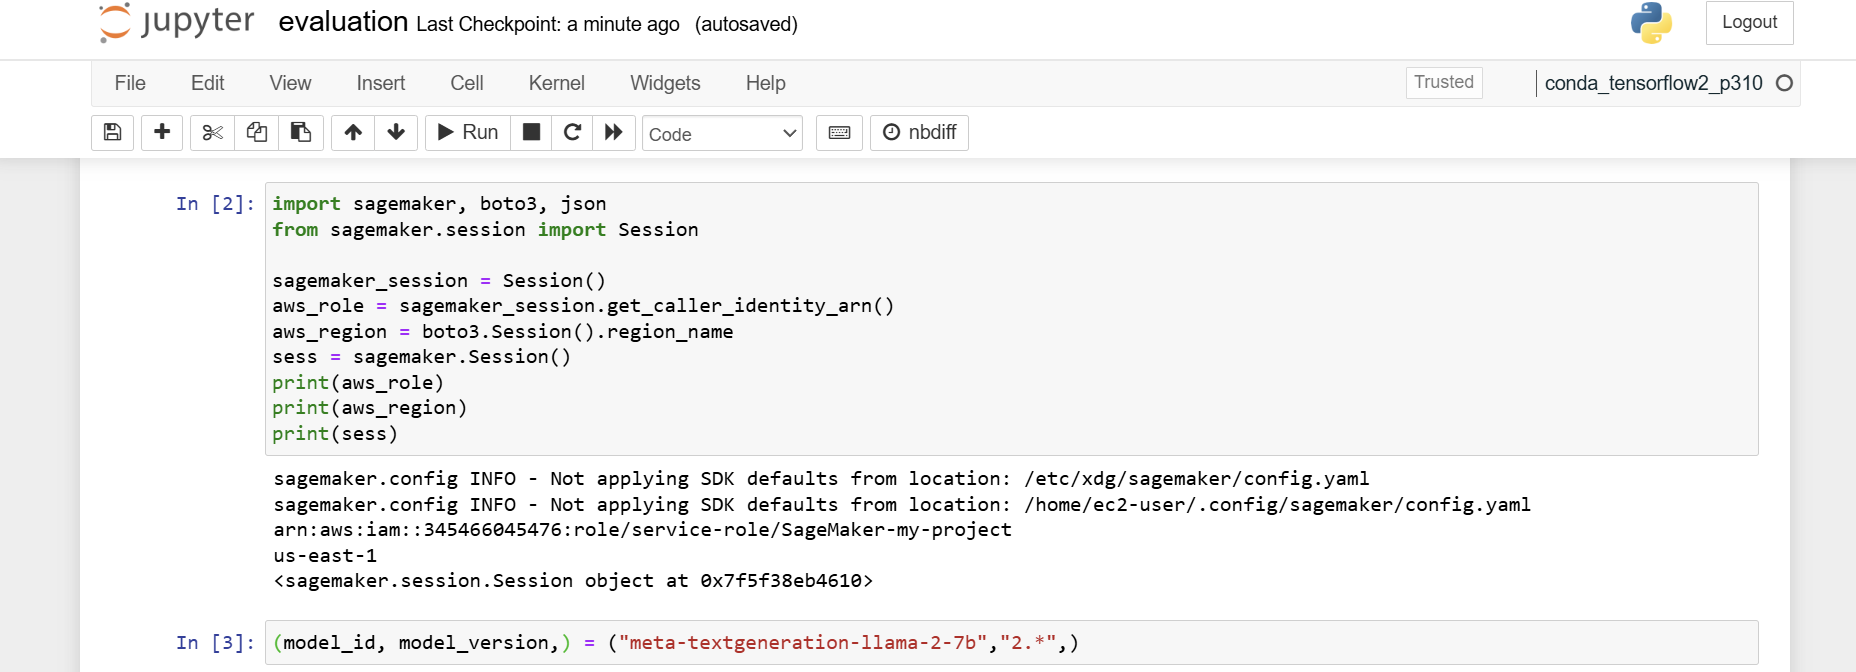 jupyter evaluation Last Checkpoint: a minute ago (autosaved)
Logout
File Edit View Insert Cell Kernel Widgets Help
Trusted
conda_tensorflow2_p310
Run
Code
nbdiff
In [2]:
import sagemaker, boto3, json
from sagemaker.session import Session
sagemaker_session = Session()
aws_role = sagemaker_session.get_caller_identity_arn()
aws_region = boto3.Session().region_name
sess = sagemaker.Session()
print(aws_role)
print(aws_region)
print(sess)
sagemaker.config INFO - Not applying SDK defaults from location: /etc/xdg/sagemaker/config.yaml
sagemaker.config INFO - Not applying SDK defaults from location: /home/ec2-user/.config/sagemaker/config.yaml
arn:aws:iam::345466045476:role/service-role/SageMaker-my-project
us-east-1
<sagemaker.session.Session object at 0x7f5f38eb4610>
In [3]:
(model_id, model_version,) = ("meta-textgeneration-llama-2-7b","2.*",)